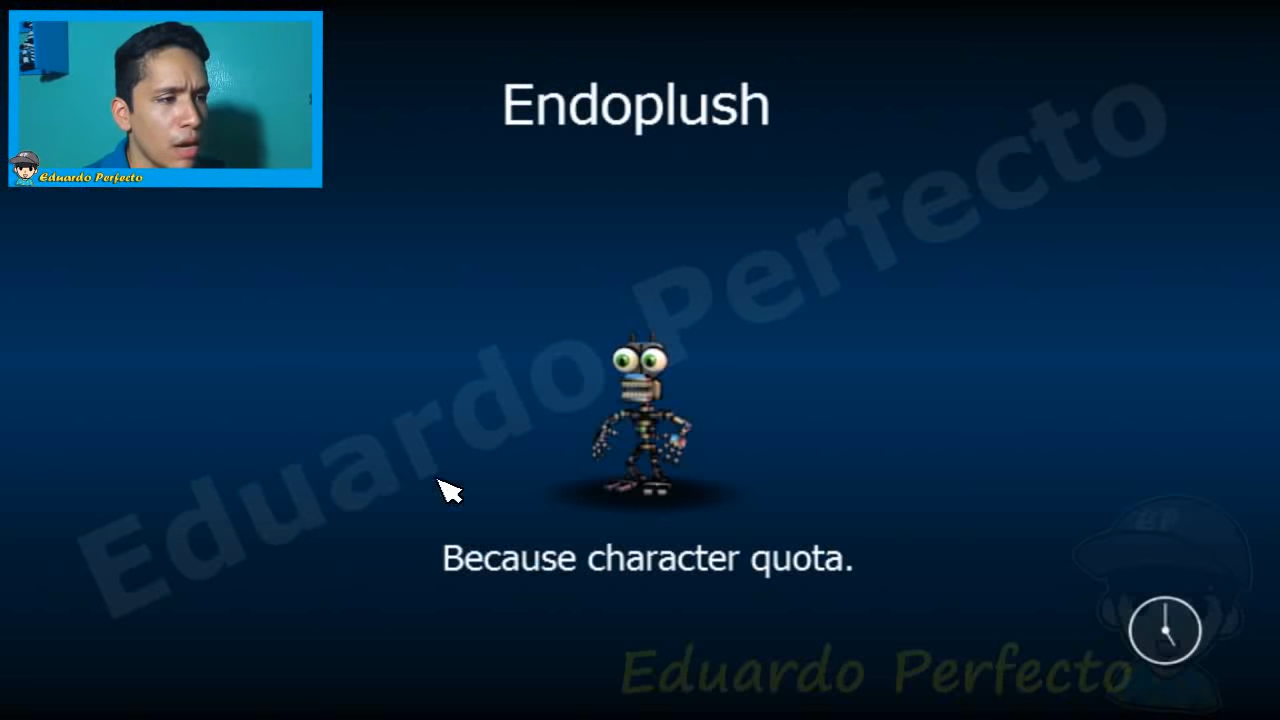 Eduardo Perfecto
Endoplush
Eduardo Perfecto
Because character quota.
Eduardo Perfecto